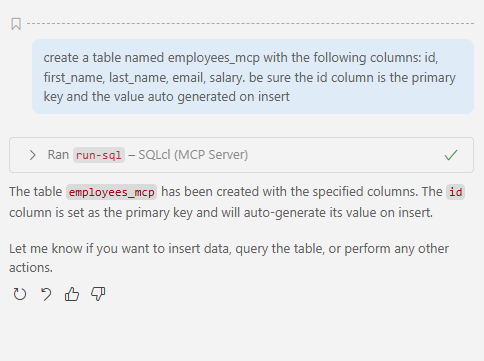 create a table named employees_mcp with the following columns: id,
first_name, last_name, email, salary. be sure the id column is the primary
key and the value auto generated on insert
Ran run-sql – SQLcl (MCP Server)
The table employees_mcp has been created with the specified columns. The id
column is set as the primary key and will auto-generate its value on insert.
Let me know if you want to insert data, query the table, or perform any other
actions.